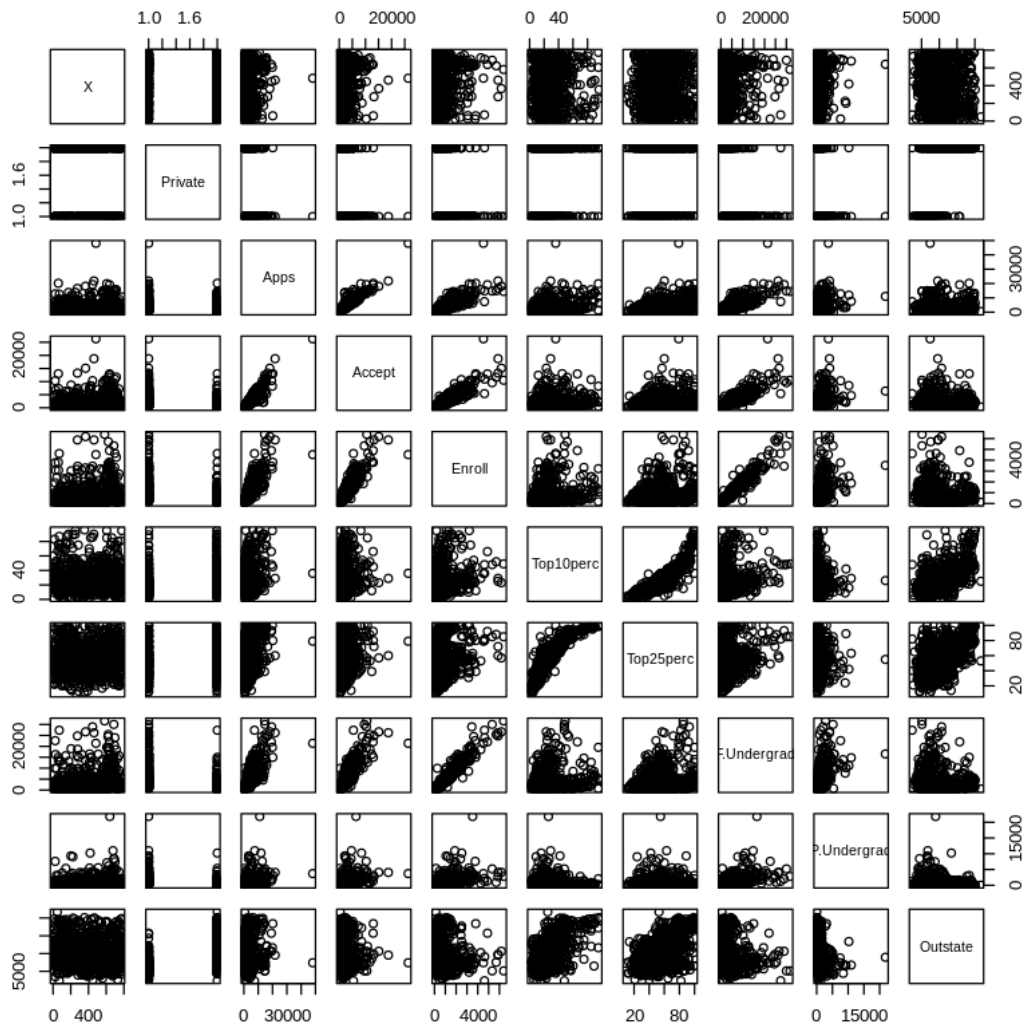 1.0 1.6 0 20000 0 40 0 20000 5000
X 0 400
1.0 1.6 Private
Apps 0 30000
0 20000 Accept
Enroll 0 4000
0 40 Top10perc
Top25perc 20 80
0 20000 F.Undergrad
P.Undergrad 0 15000
5000 Outstate
0 400 0 30000 0 4000 20 80 0 15000